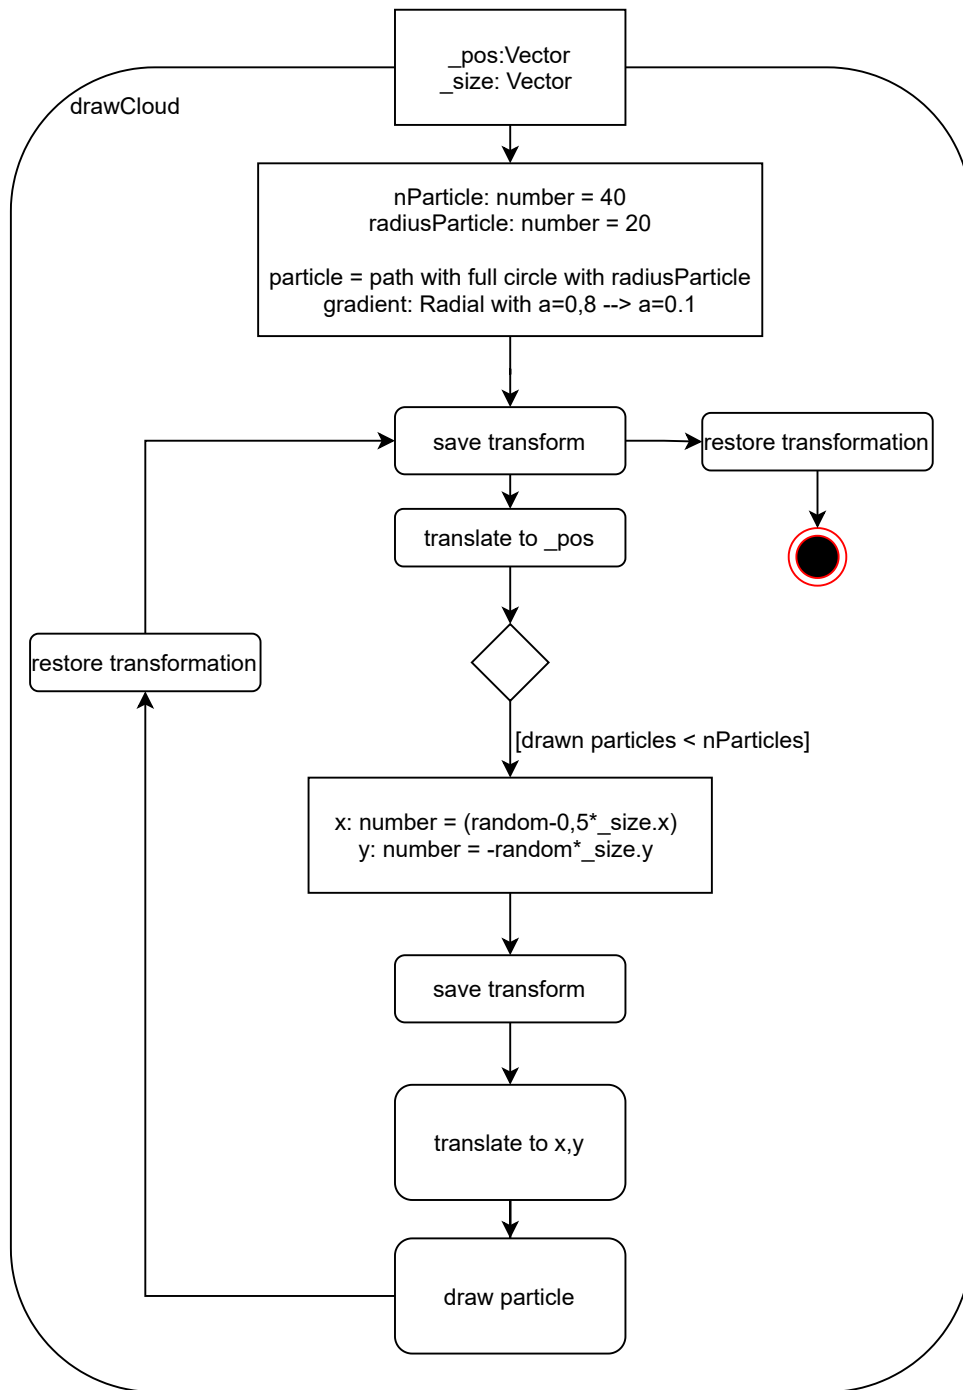 _pos:Vector
_size: Vector
drawCloud
nParticle: number = 40
radiusParticle: number = 20
particle = path with full circle with radiusParticle
gradient: Radial with a=0,8 --> a=0.1
save transform
restore transformation
translate to _pos
restore transformation
[drawn particles < nParticles]
x: number = (random-0,5*_size.x)
y: number = -random*_size.y
save transform
translate to x,y
draw particle